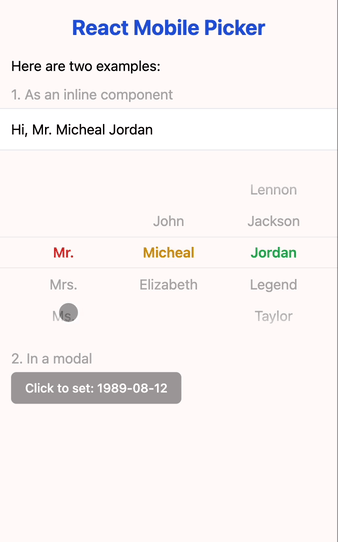 React Mobile Picker
Here are two examples:
1. As an inline component
Hi, Mr. Micheal Jordan
Lennon
John Jackson
Mr. Micheal Jordan
Mrs. Elizabeth Legend
Ms. Taylor
2. In a modal
Click to set: 1989-08-12